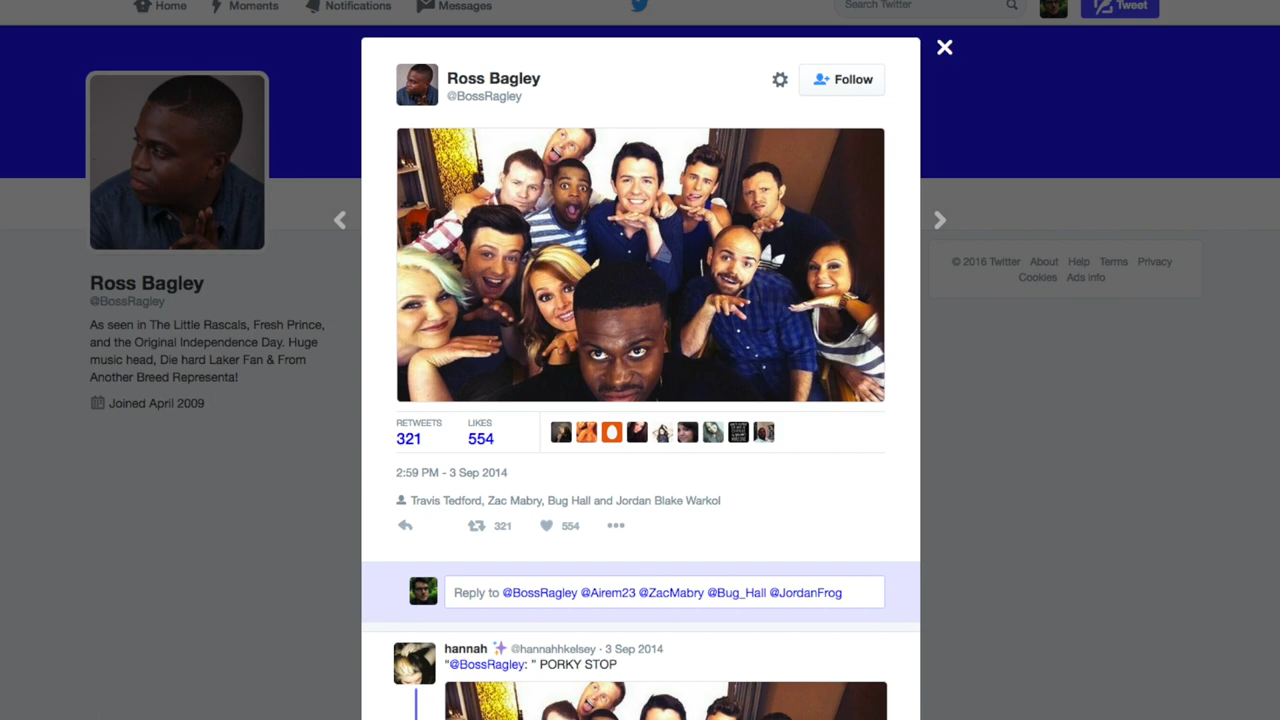 Home Moments Notifications Messages Search Twitter Tweet
Ross Bagley
@BossRagley
Follow
Ross Bagley
@BossRagley
As seen in The Little Rascals, Fresh Prince,
and the Original Independence Day. Huge
music head, Die hard Laker Fan & From
Another Breed Representa!
Joined April 2009
© 2016 Twitter About Help Terms Privacy
Cookies Ads info
RETWEETS LIKES
321 554
2:59 PM - 3 Sep 2014
Travis Tedford, Zac Mabry, Bug Hall and Jordan Blake Warkol
321 554
Reply to @BossRagley @Airem23 @ZacMabry @Bug_Hall @JordanFrog
hannah @hannahhkelsey · 3 Sep 2014
"@BossRagley: " PORKY STOP